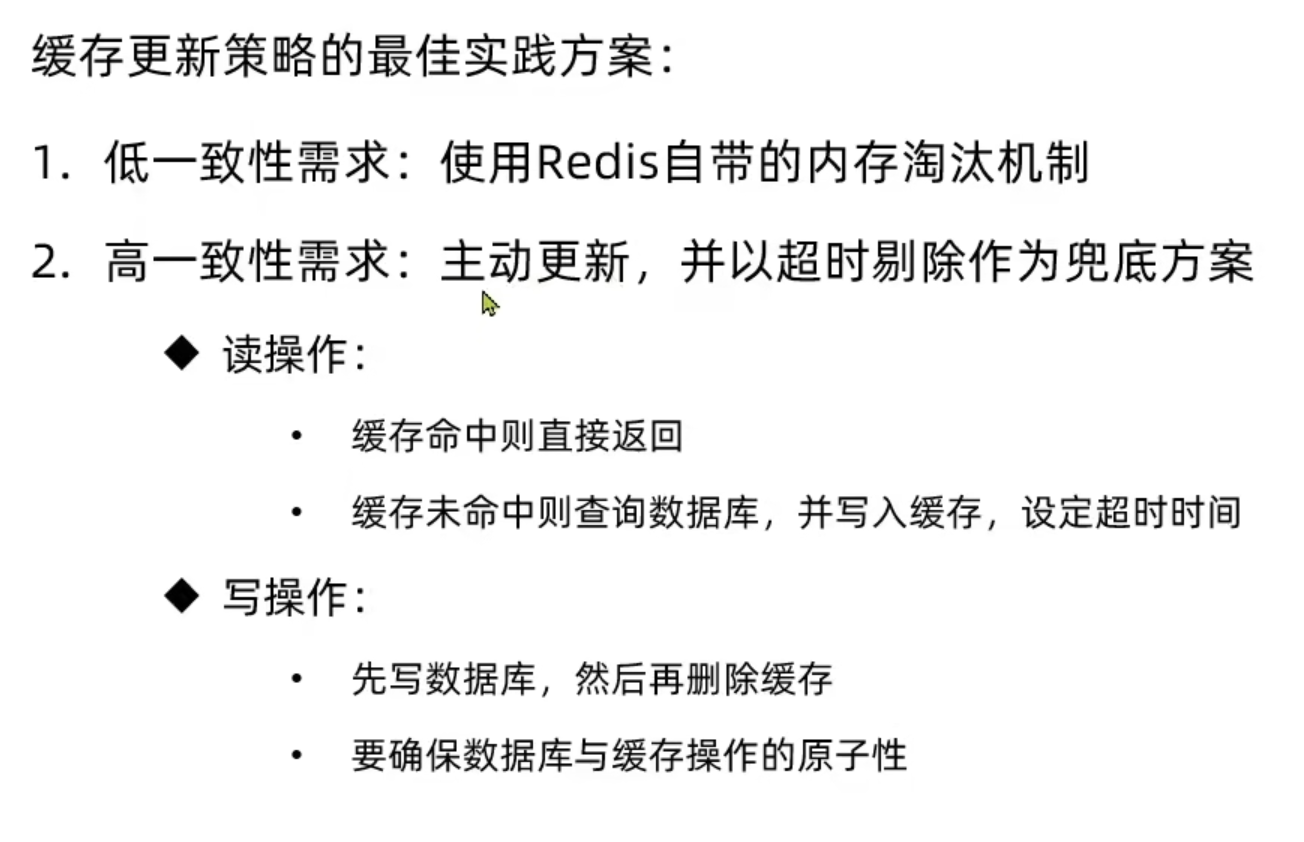 缓存更新策略的最佳实践方案：
1. 低一致性需求：使用Redis自带的内存淘汰机制
2. 高一致性需求：主动更新，并以超时剔除作为兜底方案
◆ 读操作：
• 缓存命中则直接返回
• 缓存未命中则查询数据库，并写入缓存，设定超时时间
◆ 写操作：
• 先写数据库，然后再删除缓存
• 要确保数据库与缓存操作的原子性